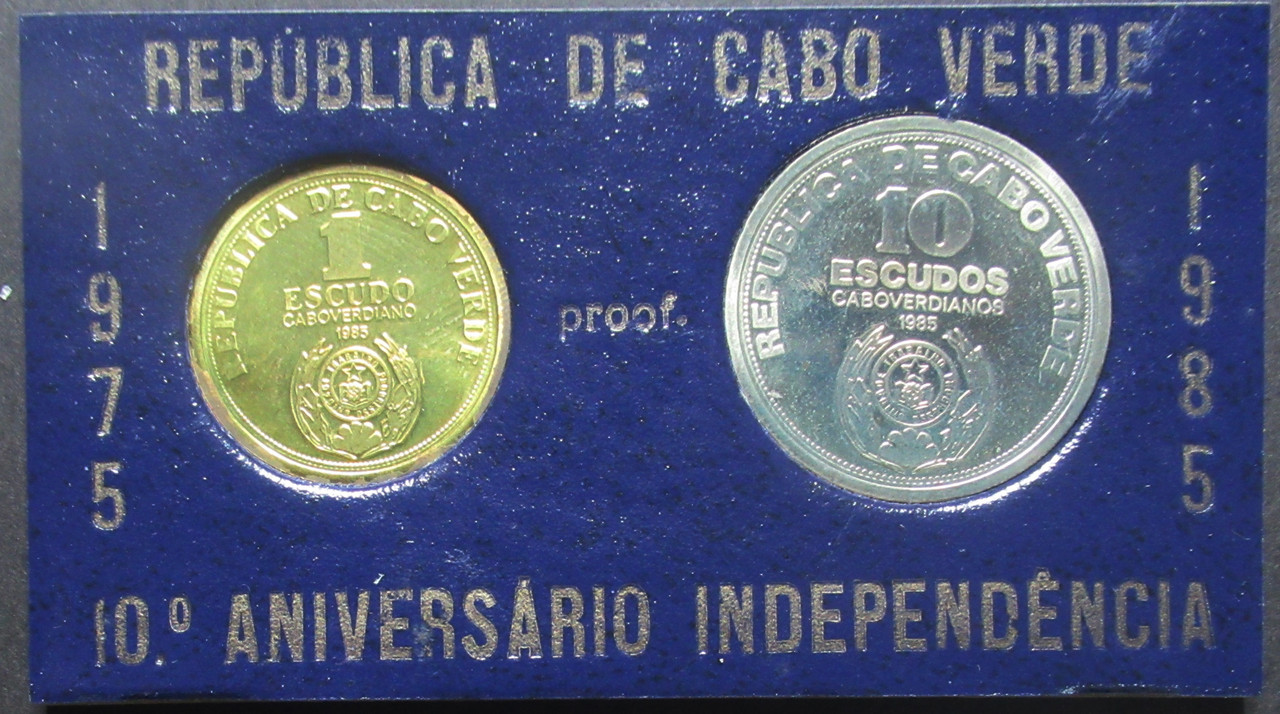 REPÚBLICA DE CABO VERDE
1975
REPUBLICA DE CABO VERDE
1
ESCUDO
CABOVERDIANO
1985
proof.
REPUBLICA DE CABO VERDE
10
ESCUDOS
CABOVERDIANOS
1985
1985
10.º ANIVERSÁRIO INDEPENDÊNCIA